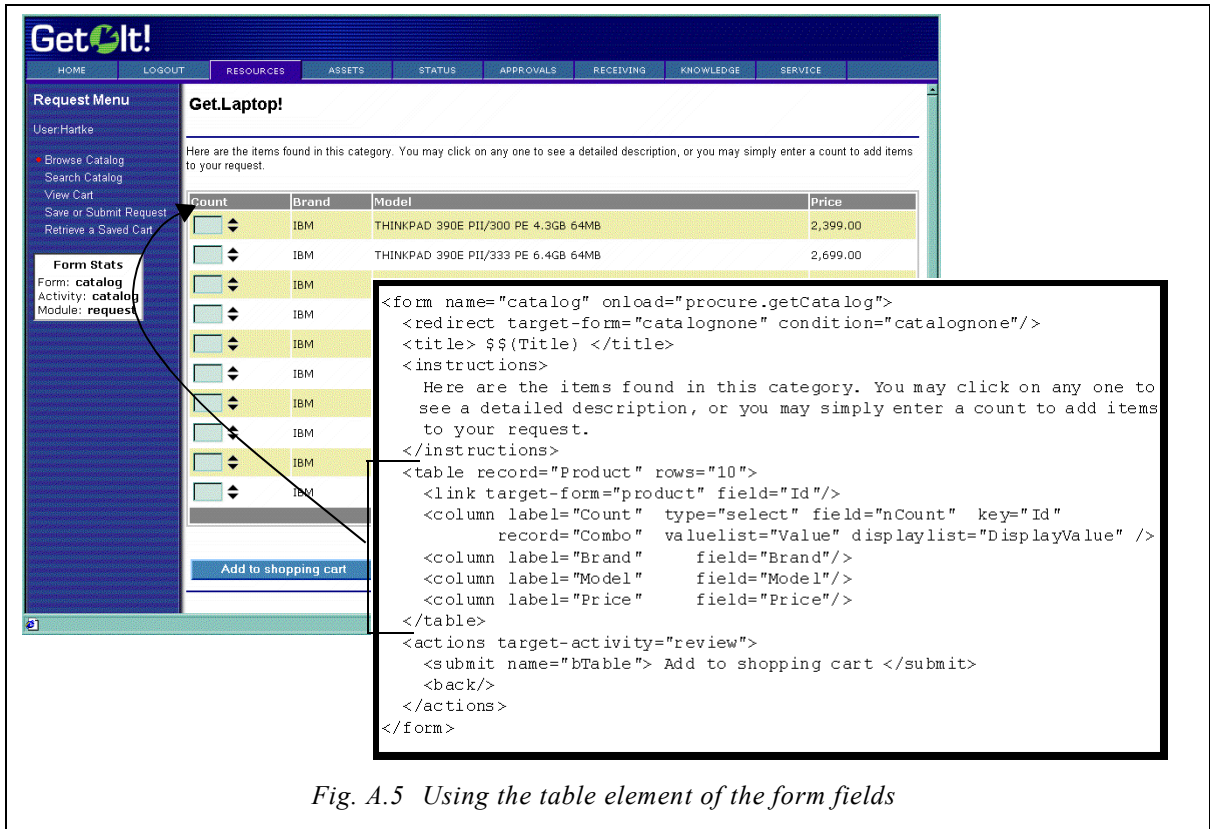 Get It!
HOME LOGOUT RESOURCES ASSETS STATUS APPROVALS RECEIVING KNOWLEDGE SERVICE
Request Menu
User:Hartke
Browse Catalog
Search Catalog
View Cart
Save or Submit Request
Retrieve a Saved Cart
Form Stats
Form: catalog
Activity: catalog
Module: request
Get.Laptop!
Here are the items found in this category. You may click on any one to see a detailed description, or you may simply enter a count to add items
to your request.
Count Brand Model Price
IBM THINKPAD 390E PII/300 PE 4.3GB 64MB 2,399.00
IBM THINKPAD 390E PII/333 PE 6.4GB 64MB 2,699.00
IBM
IBM
IBM
IBM
IBM
IBM
IBM
IBM
Add to shopping cart
<form name="catalog" onload="procure.getCatalog">
<redirect target-form="catalognone" condition="catalognone"/>
<title> $$(Title) </title>
<instructions>
Here are the items found in this category. You may click on any one to
see a detailed description, or you may simply enter a count to add items
to your request.
</instructions>
<table record="Product" rows="10">
<link target-form="product" field="Id"/>
<column label="Count" type="select" field="nCount" key="Id"
record="Combo" valuelist="Value" displaylist="DisplayValue" />
<column label="Brand" field="Brand"/>
<column label="Model" field="Model"/>
<column label="Price" field="Price"/>
</table>
<actions target-activity="review">
<submit name="bTable"> Add to shopping cart </submit>
<back/>
</actions>
</form>
Fig. A.5 Using the table element of the form fields